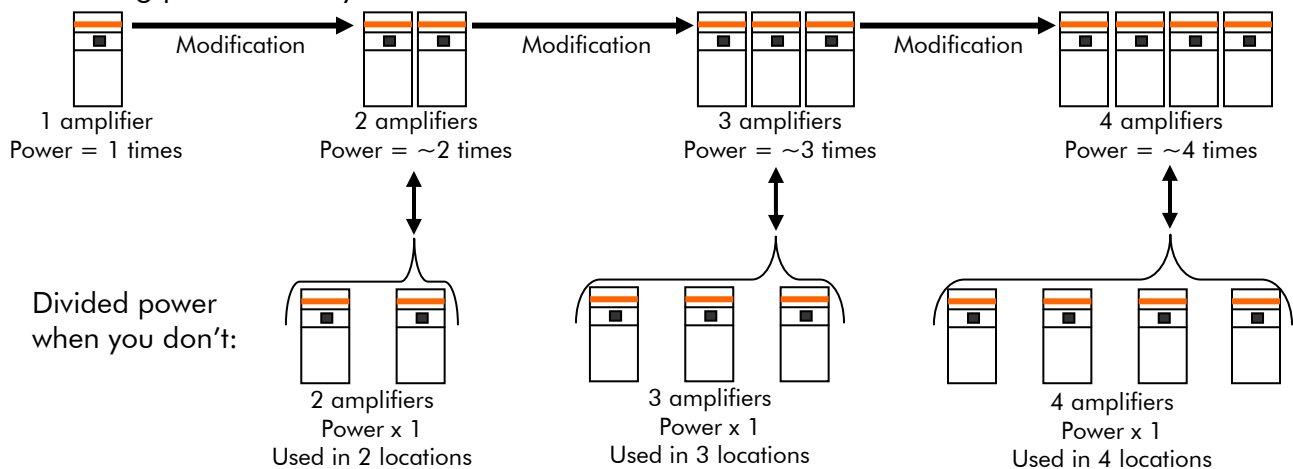 Modification
Modification
Modification
1 amplifier
Power = 1 times
2 amplifiers
Power = ~2 times
3 amplifiers
Power = ~3 times
4 amplifiers
Power = ~4 times
Divided power
when you don't:
2 amplifiers
Power x 1
Used in 2 locations
3 amplifiers
Power x 1
Used in 3 locations
4 amplifiers
Power x 1
Used in 4 locations